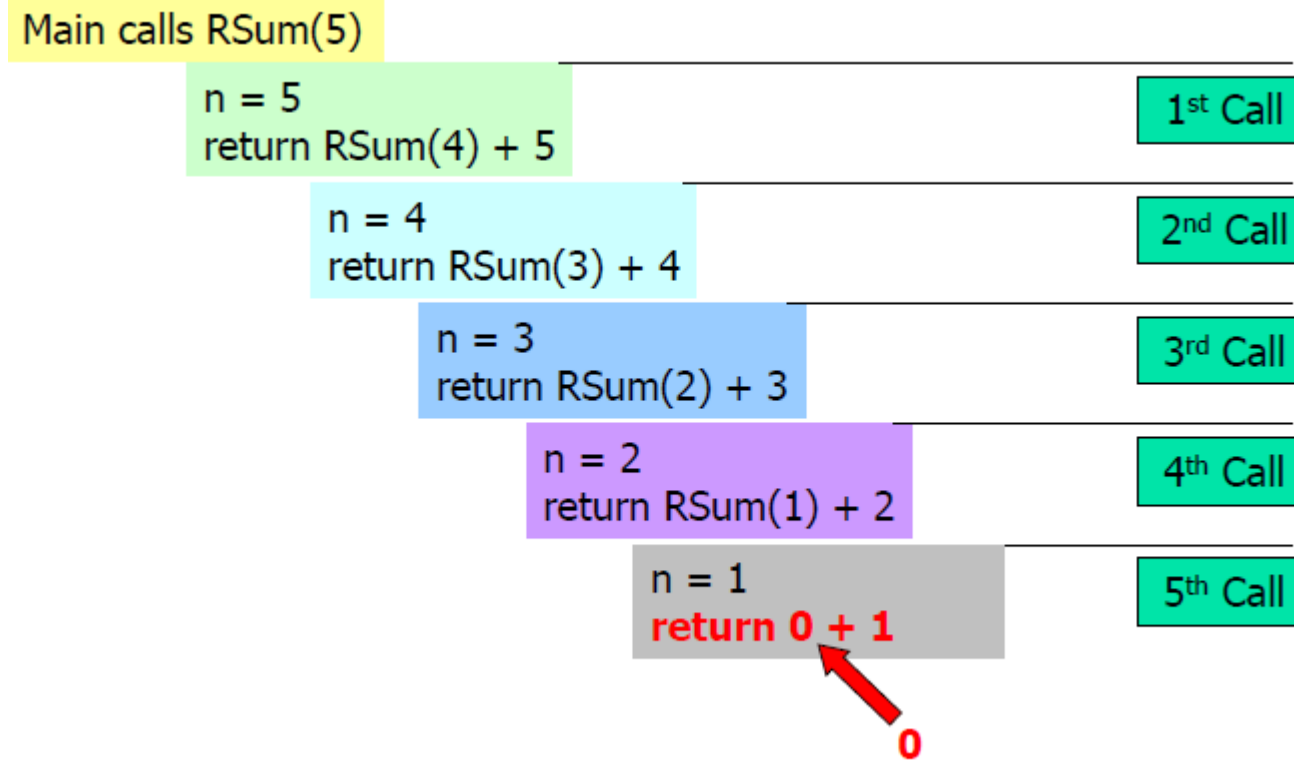 Main calls RSum(5)
n = 5
return RSum(4) + 5
1st Call
n = 4
return RSum(3) + 4
2nd Call
n = 3
return RSum(2) + 3
3rd Call
n = 2
return RSum(1) + 2
4th Call
n = 1
return 0 + 1
5th Call
0